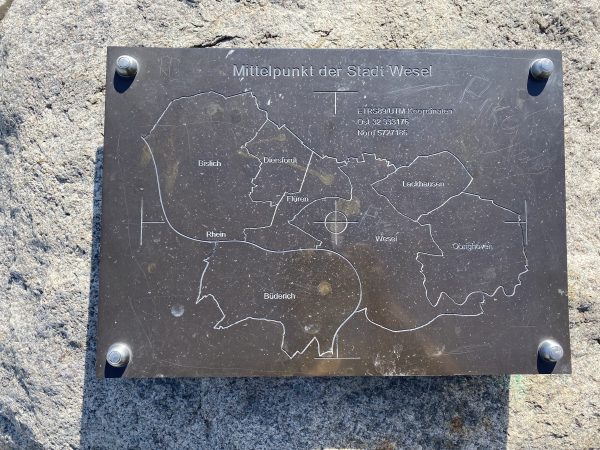 Mittelpunkt der Stadt Wesel
ETRS89/UTM-Koordinaten
Ost 32 333175
Nord 5727185
Bislich
Diersfordt
Lackhausen
Flüren
Rhein
Wesel
Obrighoven
Büderich